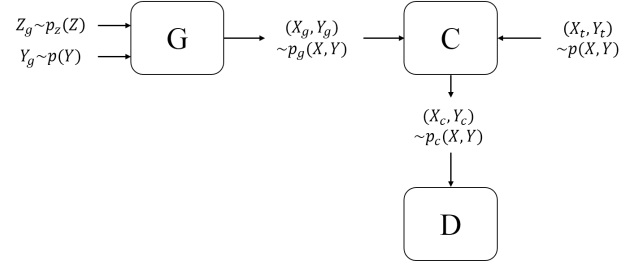 Z_g~p_z(Z)
Y_g~p(Y)
G
(X_g, Y_g)
~p_g(X, Y)
C
(X_t, Y_t)
~p(X, Y)
(X_c, Y_c)
~p_c(X, Y)
D